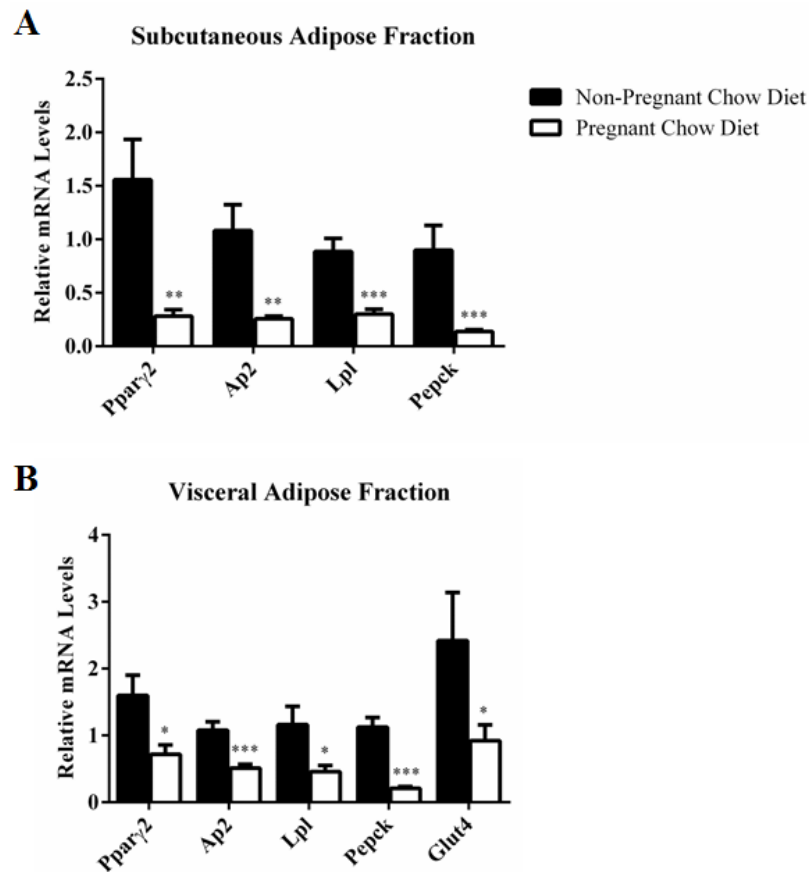 A
Subcutaneous Adipose Fraction
Relative mRNA Levels
2.5
2.0
1.5
1.0
0.5
0.0
** ** *** ***
Pparγ2 Ap2 Lpl Pepck
Non-Pregnant Chow Diet
Pregnant Chow Diet
B
Visceral Adipose Fraction
Relative mRNA Levels
4
3
2
1
0
* *** * *** *
Pparγ2 Ap2 Lpl Pepck Glut4